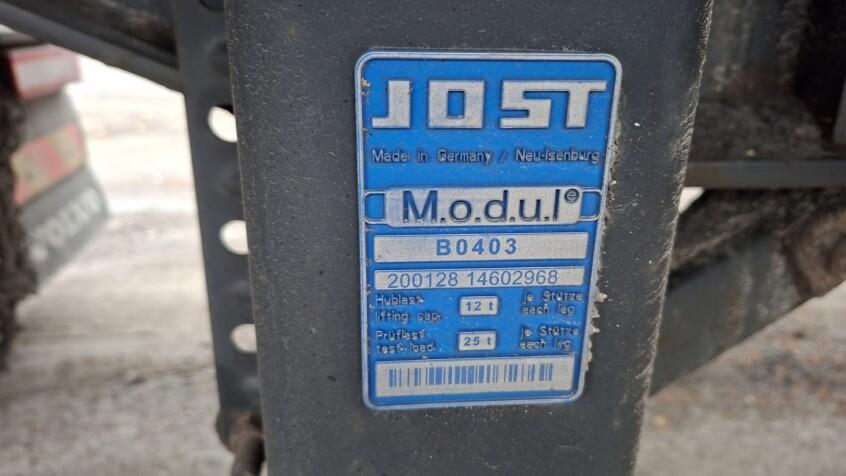 JOST
Made in Germany / Neu-Isenburg
M.o.d.u.l®
B0403
200128 14602968
Hublast 12 t je Stütze
lifting cap. each leg
Prüflast 25 t je Stütze
test load each leg
VOLVO